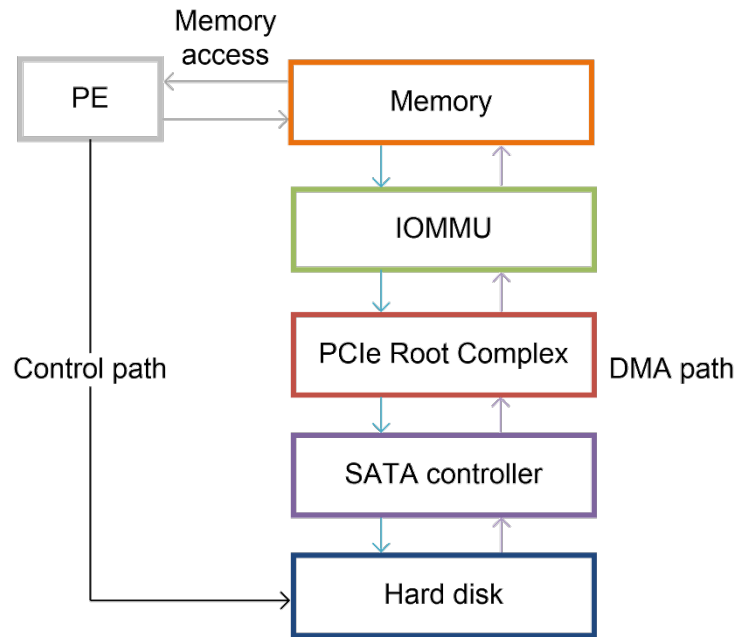 Memory
access
PE
Memory
IOMMU
PCIe Root Complex
Control path
DMA path
SATA controller
Hard disk